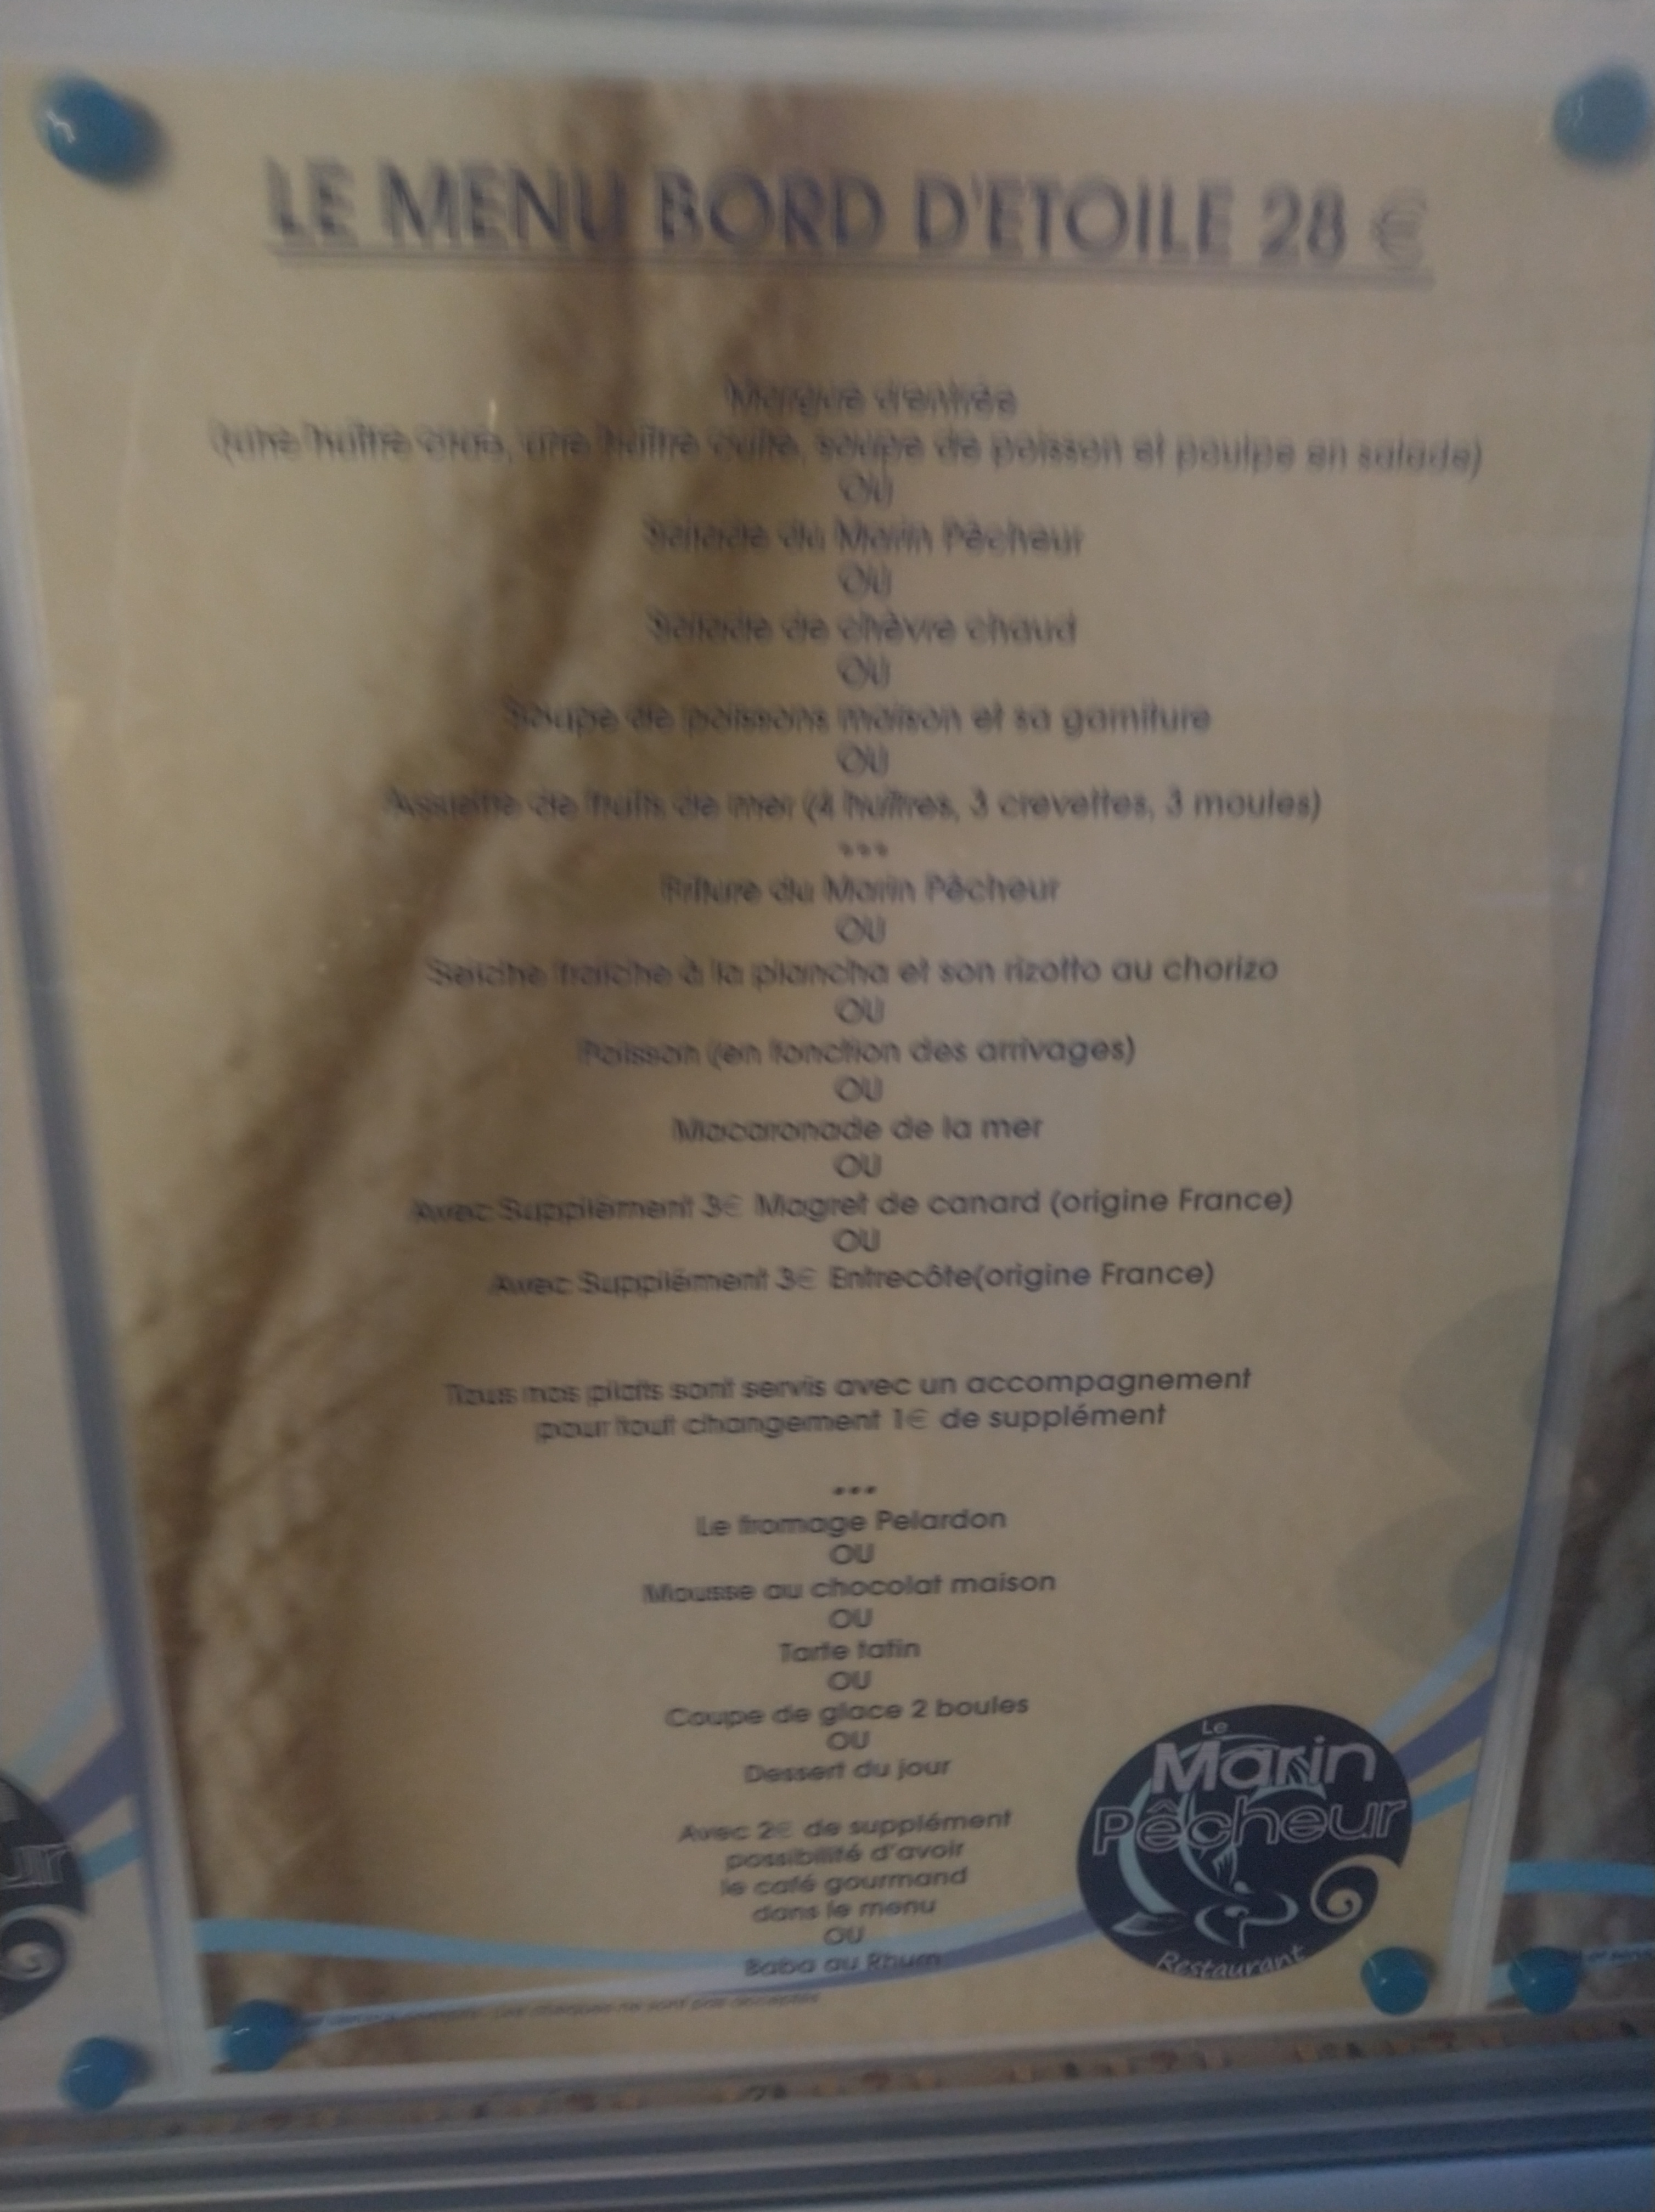 LE MENU BORD D'ETOILE 28 €
d'entrée
(une huître crue, une huître cuite, soupe de poisson et poulpe en salade)
OU
Salade du Marin Pêcheur
OU
Salade de chèvre chaud
OU
Soupe de poissons maison et sa garniture
OU
Assiette de fruits de mer (4 huîtres, 3 crevettes, 3 moules)
•••
Friture du Marin Pêcheur
OU
Seiche fraîche à la plancha et son rizotto au chorizo
OU
Poisson (en fonction des arrivages)
OU
Macaronade de la mer
OU
Avec Supplément 3€ Magret de canard (origine France)
OU
Avec Supplément 3€ Entrecôte(origine France)
Tous nos plats sont servis avec un accompagnement
pour tout changement 1€ de supplément
•••
Le fromage Pelardon
OU
Mousse au chocolat maison
OU
Tarte tatin
OU
Coupe de glace 2 boules
OU
Dessert du jour
Avec 2€ de supplément
possibilité d'avoir
le café gourmand
dans le menu
OU
Baba au Rhum
Le
Marin
Pêcheur
Restaurant
ne sont pas acceptés